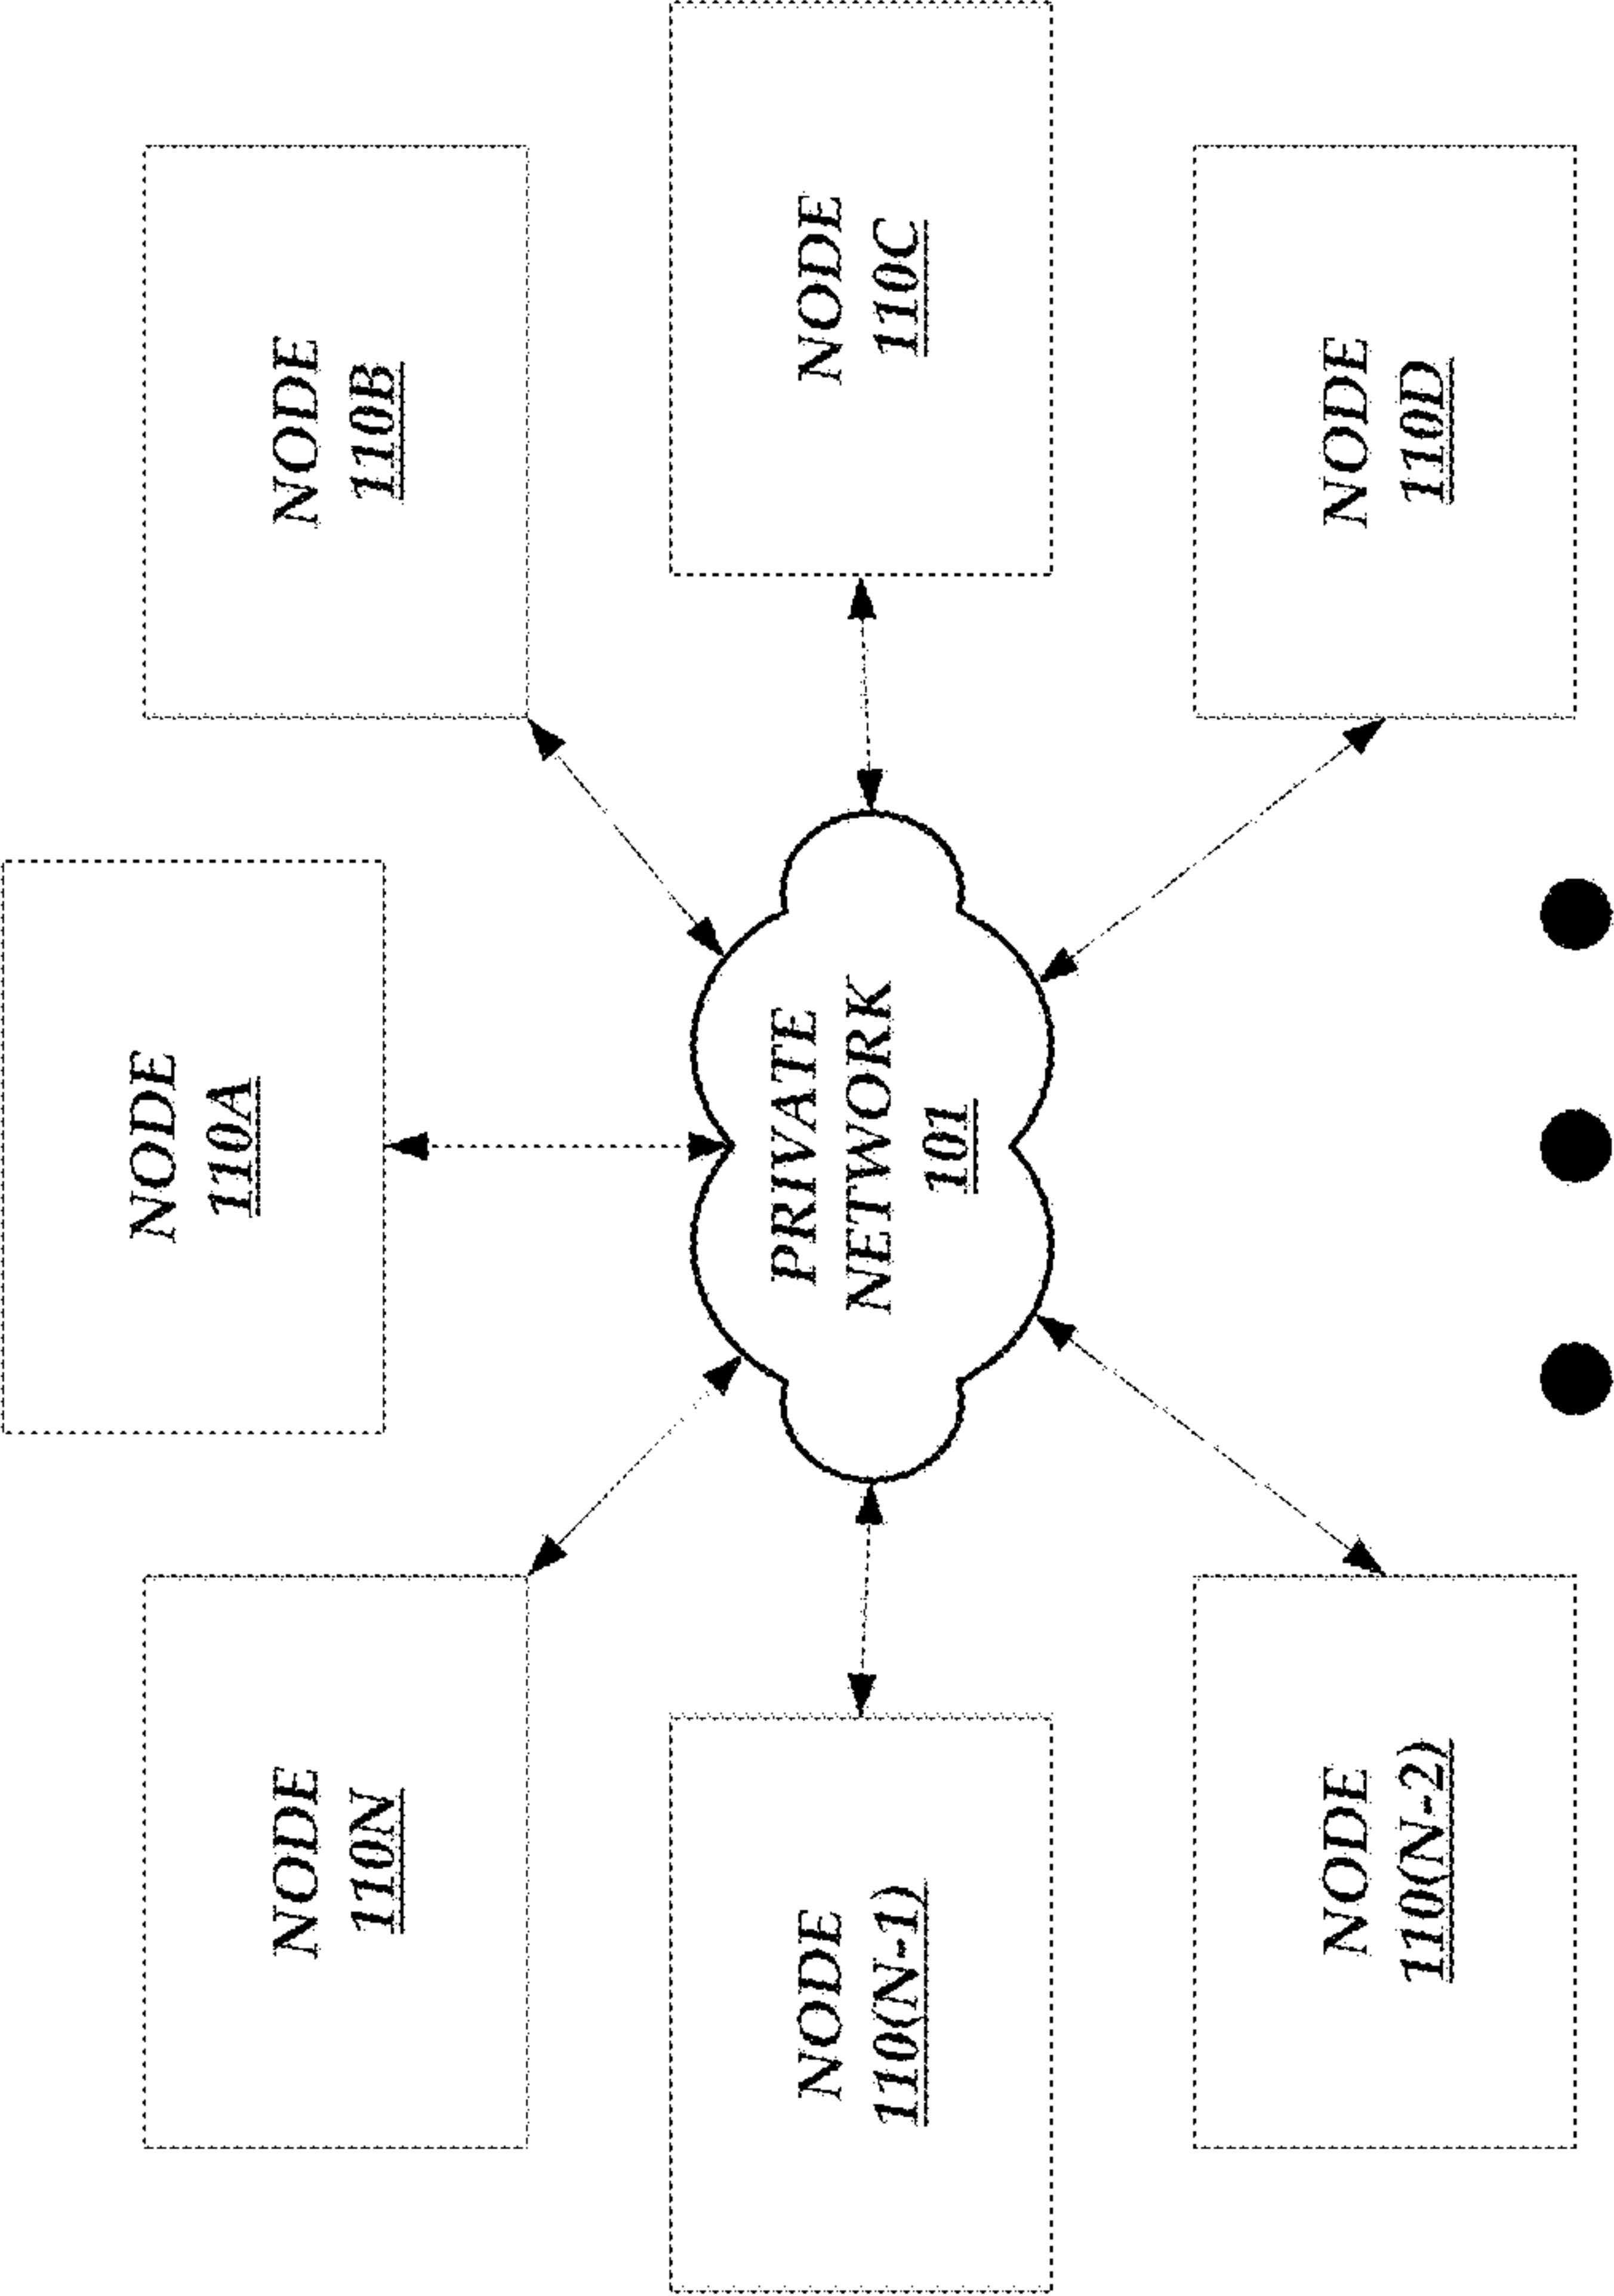 NODE
110A
NODE
110N
NODE
110B
NODE
110(N-1)
PRIVATE
NETWORK
101
NODE
110C
NODE
110(N-2)
NODE
110D